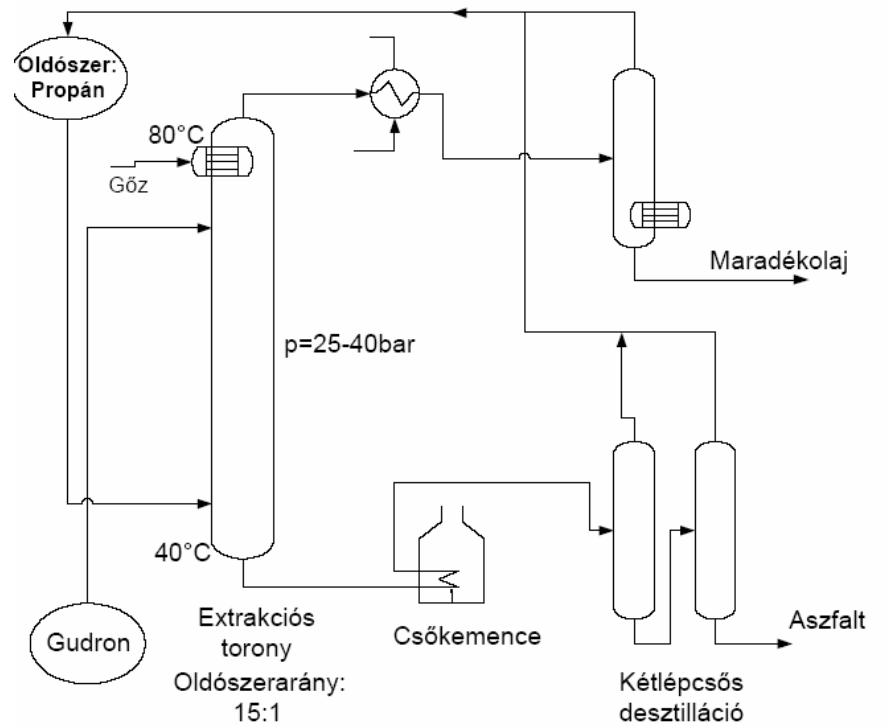 Oldószer:
Propán
80°C
Gőz
Maradékolaj
p=25-40bar
40°C
Gudron
Extrakciós
torony
Oldószerarány:
15:1
Csőkemence
Aszfalt
Kétlépcsős
desztilláció